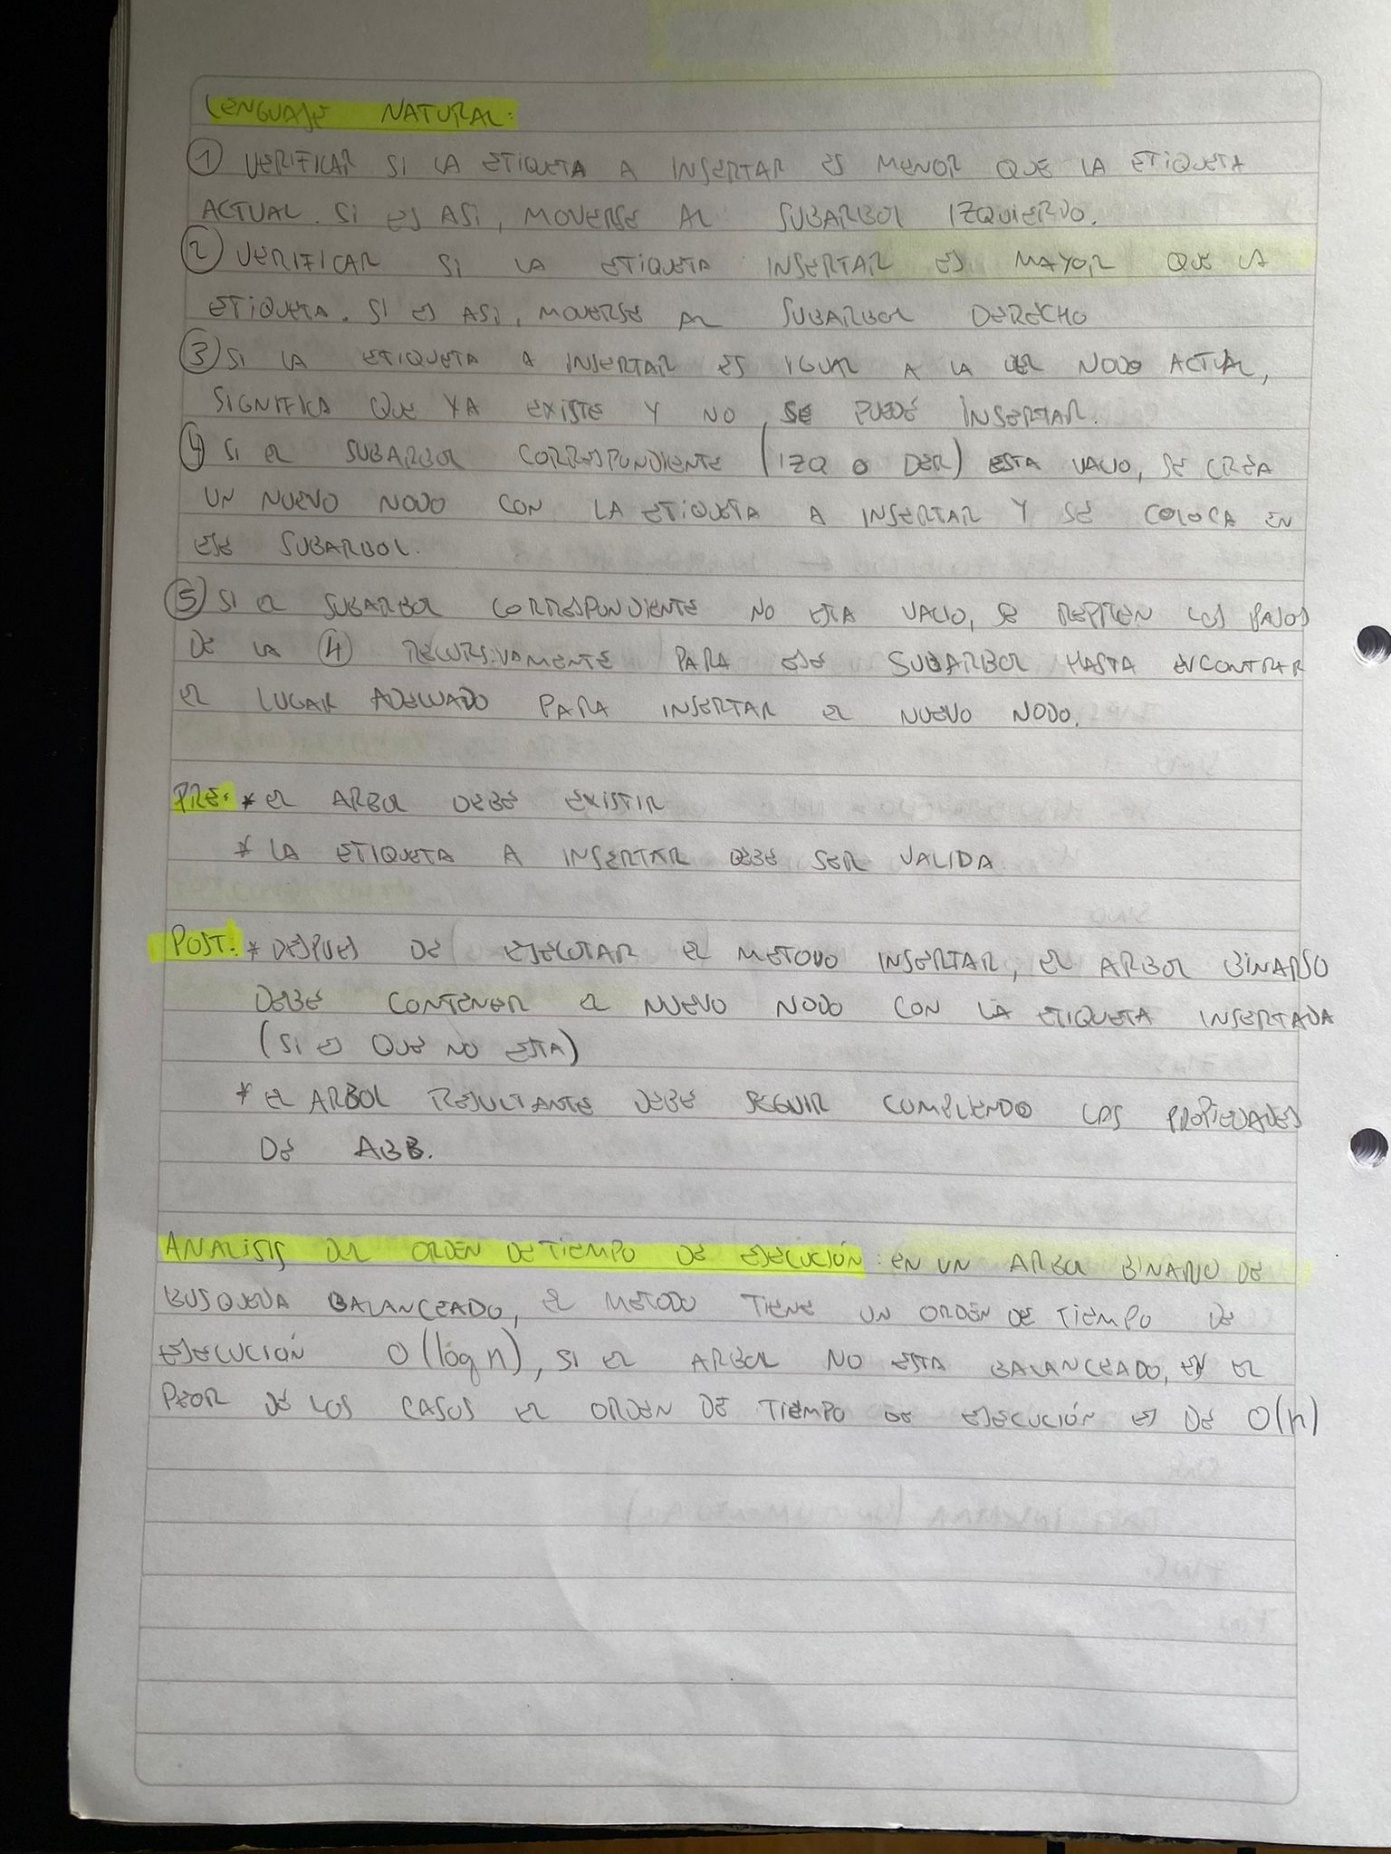 LENGUAJE NATURAL:
① VERIFICAR SI LA ETIQUETA A INSERTAR ES MENOR QUE LA ETIQUETA
ACTUAL. SI ES ASI, MOVERSE AL SUBARBOL IZQUIERDO.
② VERIFICAR SI LA ETIQUETA INSERTAR ES MAYOR QUE LA
ETIQUETA. SI ES ASI, MOVERSE AL SUBARBOL DERECHO
③ SI LA ETIQUETA A INSERTAR ES IGUAL A LA DEL NODO ACTUAL,
SIGNIFICA QUE YA EXISTE Y NO SE PUEDE INSERTAR.
④ SI EL SUBARBOL CORRESPONDIENTE (IZQ O DER) ESTA VACIO, SE CREA
UN NUEVO NODO CON LA ETIQUETA A INSERTAR Y SE COLOCA EN
ESE SUBARBOL.
⑤ SI EL SUBARBOL CORRESPONDIENTE NO ESTA VACIO, SE REPITEN LOS PASOS
DE LA ④ RECURSIVAMENTE PARA ESE SUBARBOL HASTA ENCONTRAR
EL LUGAR ADECUADO PARA INSERTAR EL NUEVO NODO.
PRE: * EL ARBOL DEBE EXISTIR
* LA ETIQUETA A INSERTAR DEBE SER VALIDA.
POST: * DESPUES DE EJECUTAR EL METODO INSERTAR, EL ARBOL BINARIO
DEBE CONTENER EL NUEVO NODO CON LA ETIQUETA INSERTADA
(SI ES QUE NO ESTA)
* EL ARBOL RESULTANTE DEBE SEGUIR CUMPLIENDO LAS PROPIEDADES
DE ABB.
ANALISIS DEL ORDEN DE TIEMPO DE EJECUCIÓN: EN UN ARBOL BINARIO DE
BUSQUEDA BALANCEADO, EL METODO TIENE UN ORDEN DE TIEMPO DE
EJECUCIÓN O(log n), SI EL ARBOL NO ESTA BALANCEADO, EN EL
PEOR DE LOS CASOS EL ORDEN DE TIEMPO DE EJECUCIÓN ES DE O(n)